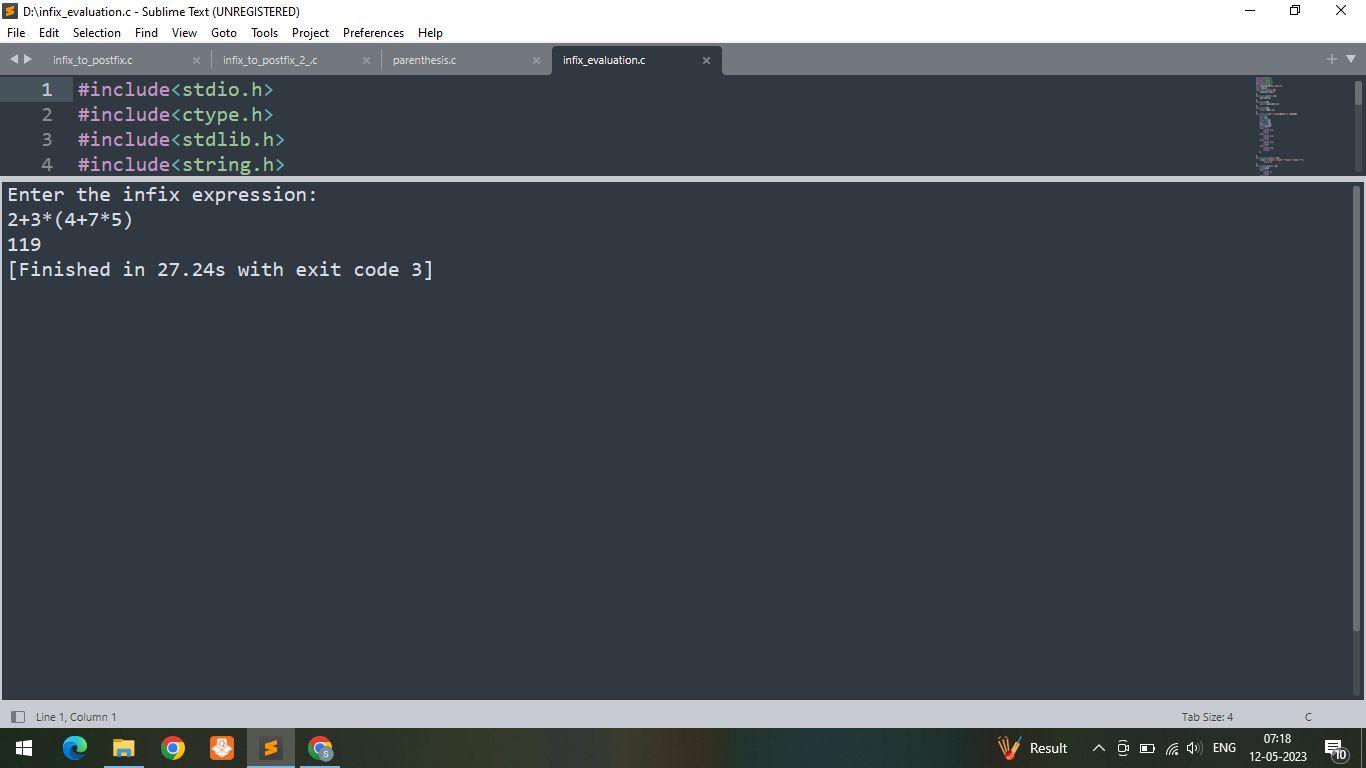 D:\infix_evaluation.c - Sublime Text (UNREGISTERED)
File Edit Selection Find View Goto Tools Project Preferences Help
infix_to_postfix.c infix_to_postfix_2_.c parenthesis.c infix_evaluation.c
1 #include<stdio.h>
2 #include<ctype.h>
3 #include<stdlib.h>
4 #include<string.h>
Enter the infix expression:
2+3*(4+7*5)
119
[Finished in 27.24s with exit code 3]
Line 1, Column 1 Tab Size: 4 C
S Result ENG 07:18
12-05-2023 10